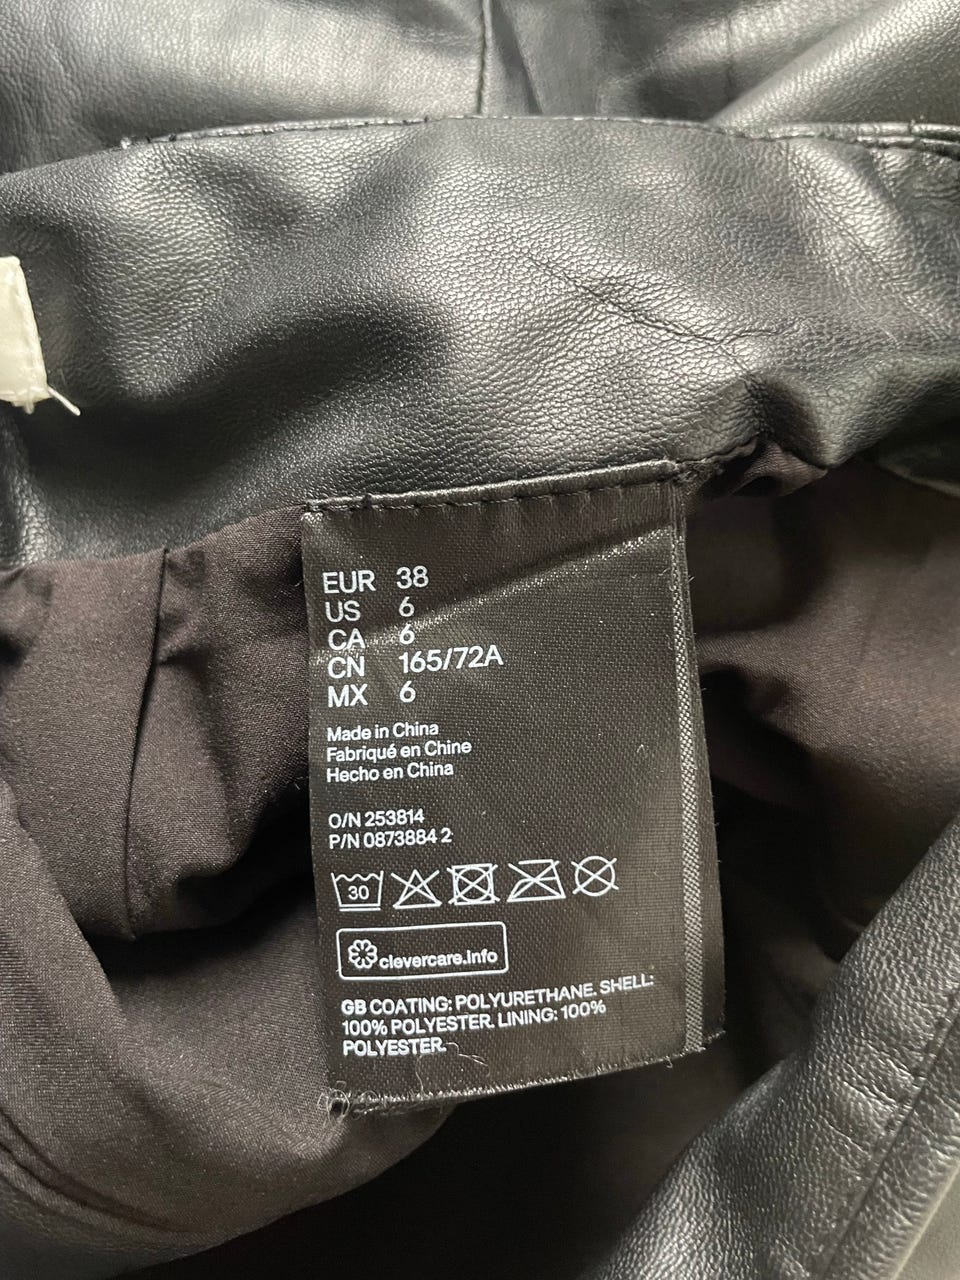 EUR 38
US 6
CA 6
CN 165/72A
MX 6
Made in China
Fabriqué en Chine
Hecho en China
O/N 253814
P/N 0873884 2
30
clevercare.info
GB COATING: POLYURETHANE. SHELL:
100% POLYESTER. LINING: 100%
POLYESTER.